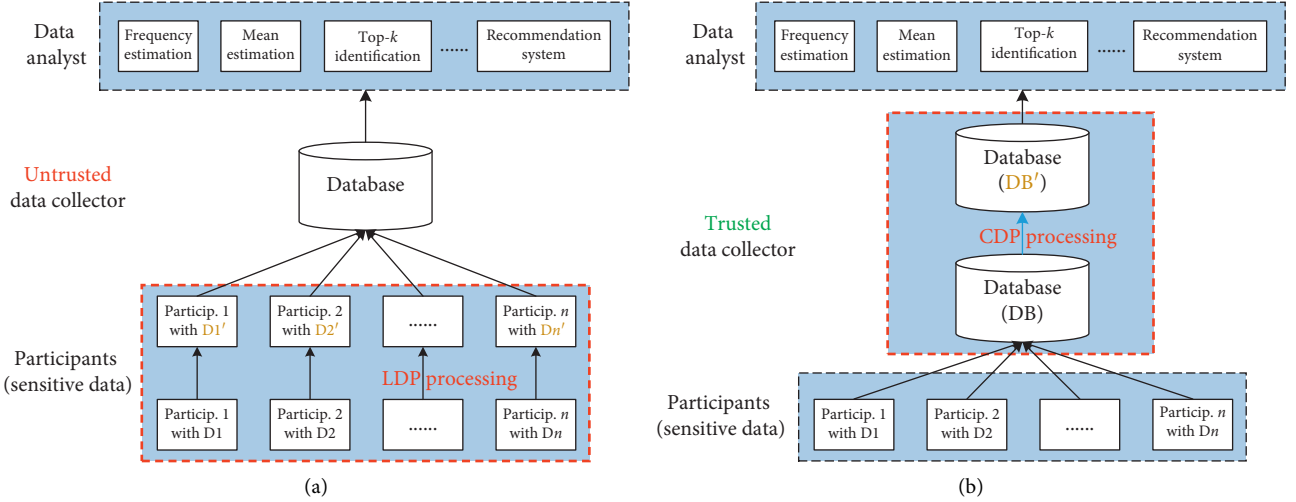 Data
analyst
Frequency
estimation
Mean
estimation
Top-k
identification
......
Recommendation
system
Untrusted
data collector
Database
Particip. 1
with D1′
Particip. 2
with D2′
......
Particip. n
with Dn′
Participants
(sensitive data)
LDP processing
Particip. 1
with D1
Particip. 2
with D2
......
Particip. n
with Dn
(a)
Data
analyst
Frequency
estimation
Mean
estimation
Top-k
identification
......
Recommendation
system
Database
(DB′)
Trusted
data collector
CDP processing
Database
(DB)
Participants
(sensitive data)
Particip. 1
with D1
Particip. 2
with D2
......
Particip. n
with Dn
(b)